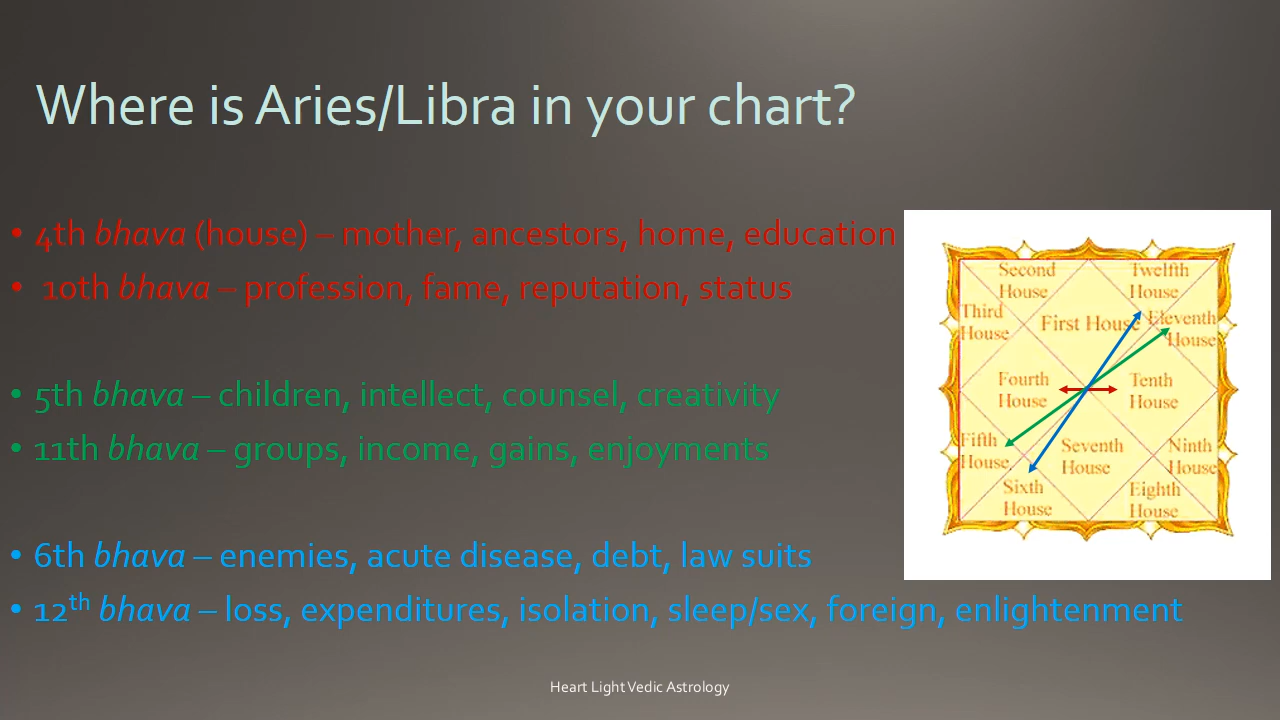 Where is Aries/Libra in your chart?
• 4th bhava (house) – mother, ancestors, home, education
• 10th bhava – profession, fame, reputation, status
• 5th bhava – children, intellect, counsel, creativity
• 11th bhava – groups, income, gains, enjoyments
• 6th bhava – enemies, acute disease, debt, law suits
• 12th bhava – loss, expenditures, isolation, sleep/sex, foreign, enlightenment
Second
House
Twelfth
House
Third
House
First House
Eleventh
House
Fourth
House
Tenth
House
Fifth
House
Seventh
House
Ninth
House
Sixth
House
Eighth
House
Heart Light Vedic Astrology